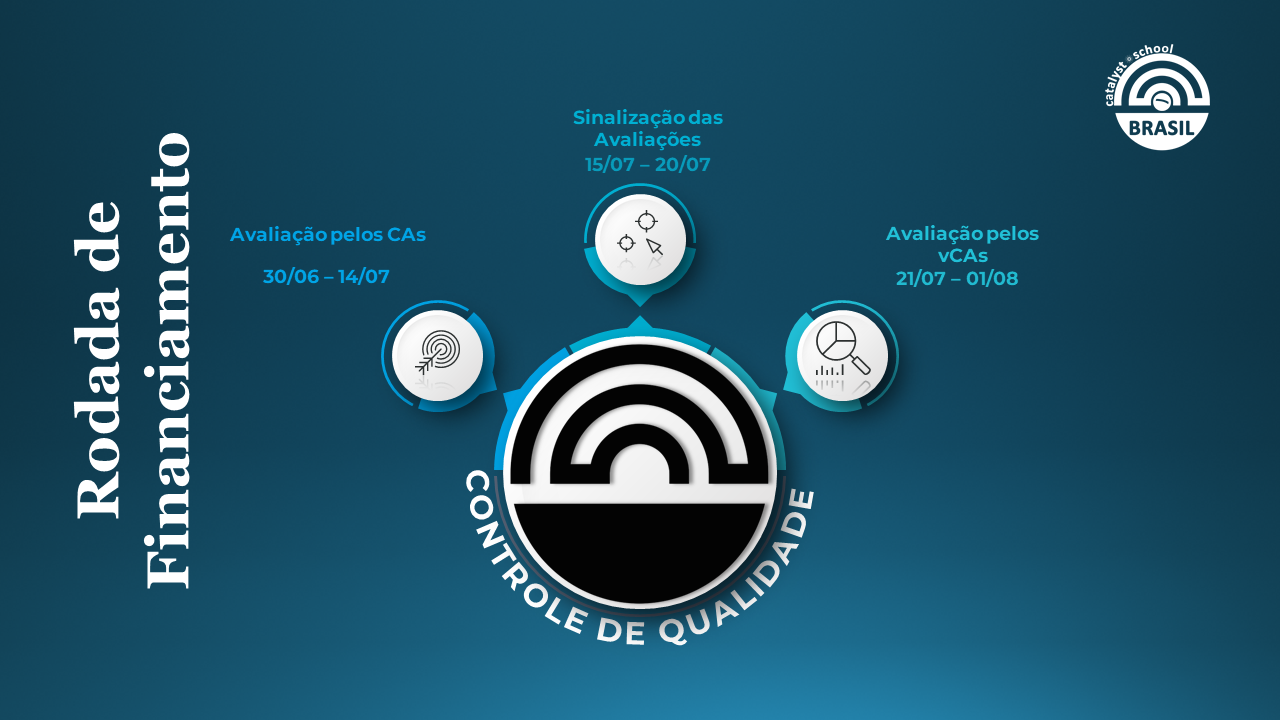 Rodada de
Financiamento
Avaliação pelos CAs
30/06 – 14/07
Sinalização das
Avaliações
15/07 – 20/07
Avaliação pelos
vCAs
21/07 – 01/08
CONTROLE DE QUALIDADE
catalyst school
BRASIL